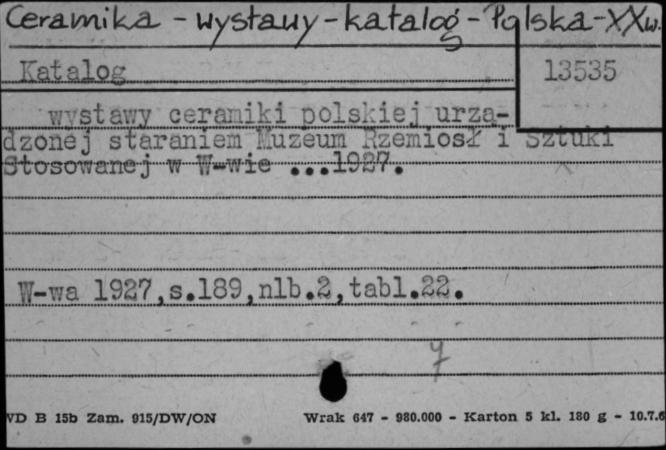 Ceramika - wystawy - katalog - Polska - XX w.
Katalog 13535
wystawy ceramiki polskiej urzą-
dzonej staraniem Muzeum Rzemiosł i Sztuki
Stosowanej w W-wie ...1927.
W-wa 1927,s.189,nlb.2,tabl.22.
VD B 15b Zam. 915/DW/ON Wrak 647 - 980.000 - Karton 5 kl. 180 g - 10.7.6